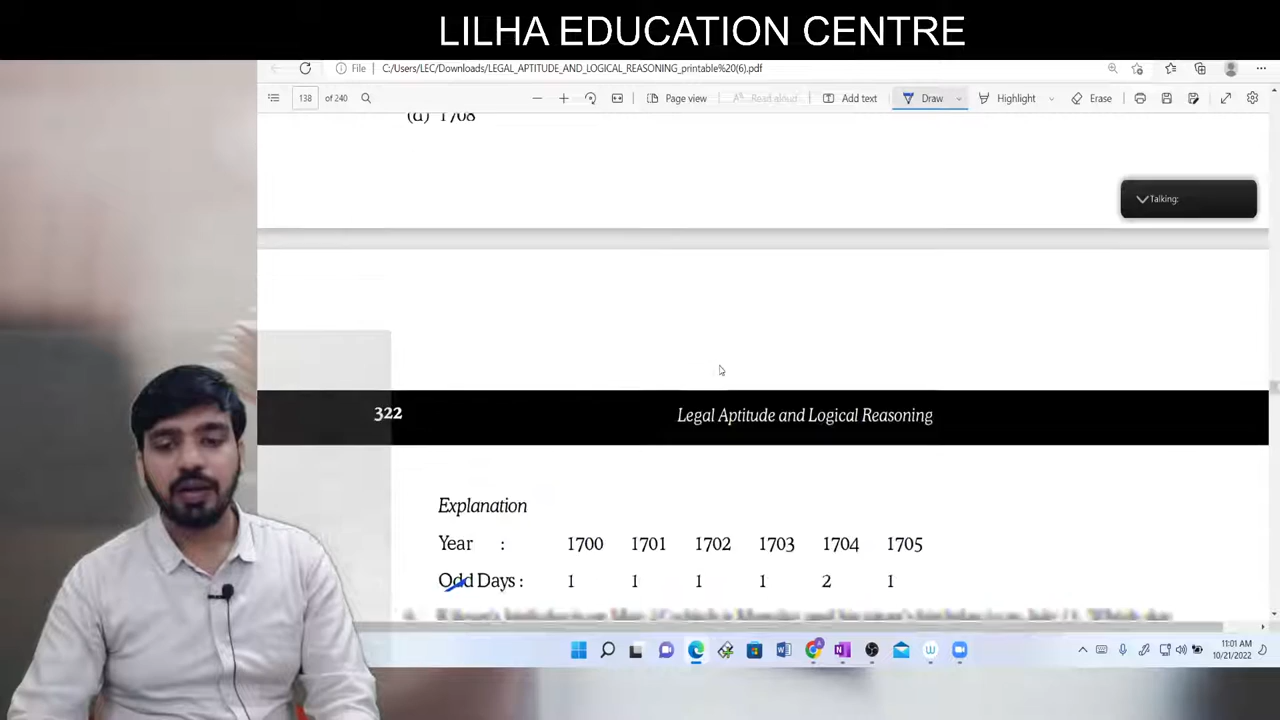 LILHA EDUCATION CENTRE
File C:/Users/LEC/Downloads/LEGAL_APTITUDE_AND_LOGICAL_REASONING_printable%20(6).pdf
138 of 240 Page view Read aloud Add text Draw Highlight Erase
(d) 1708
Talking:
322 Legal Aptitude and Logical Reasoning
Explanation
Year : 1700 1701 1702 1703 1704 1705
Odd Days : 1 1 1 1 2 1
11:01 AM
10/21/2022